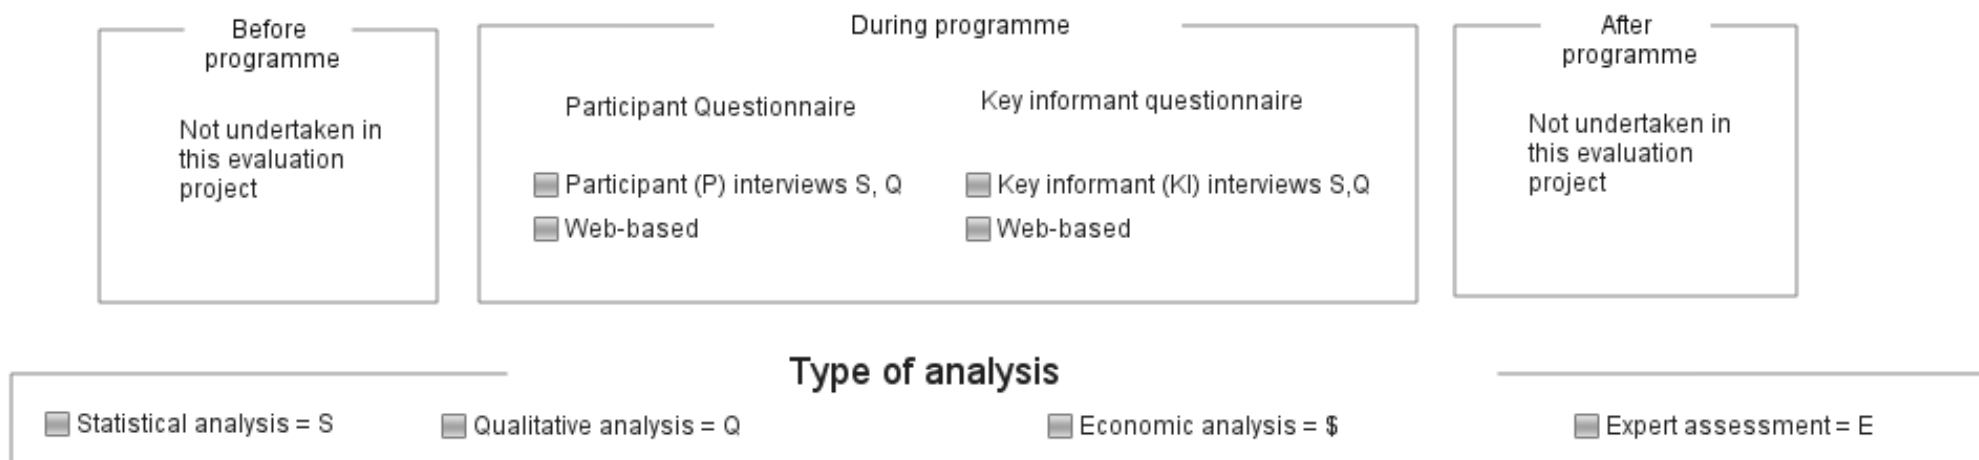 Before
programme
Not undertaken in
this evaluation
project
During programme
Participant Questionnaire
Participant (P) interviews S, Q
Web-based
Key informant questionnaire
Key informant (KI) interviews S,Q
Web-based
After
programme
Not undertaken in
this evaluation
project
Type of analysis
Statistical analysis = S
Qualitative analysis = Q
Economic analysis = $
Expert assessment = E